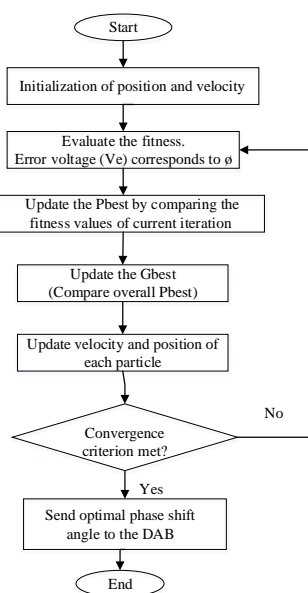 Start
Initialization of position and velocity
Evaluate the fitness.
Error voltage (Ve) corresponds to ø
Update the Pbest by comparing the
fitness values of current iteration
Update the Gbest
(Compare overall Pbest)
Update velocity and position of
each particle
No
Convergence
criterion met?
Yes
Send optimal phase shift
angle to the DAB
End